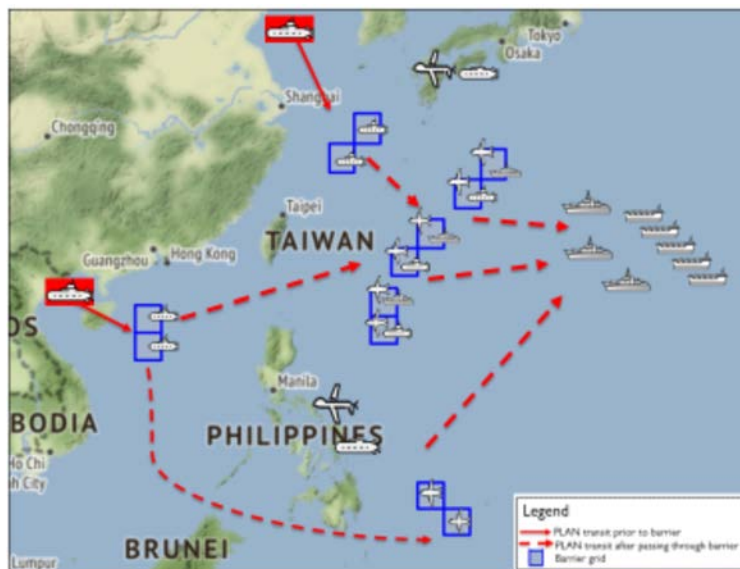 Tokyo
Osaka
Shanghai
Chongqing
Taipei
TAIWAN
Guangzhou
Hong Kong
OS
Manila
BODIA
PHILIPPINES
Ho Chi
nh City
Legend
PLAN transit prior to barrier
PLAN transit after passing through barrier
Barrier grid
BRUNEI
Lumpur